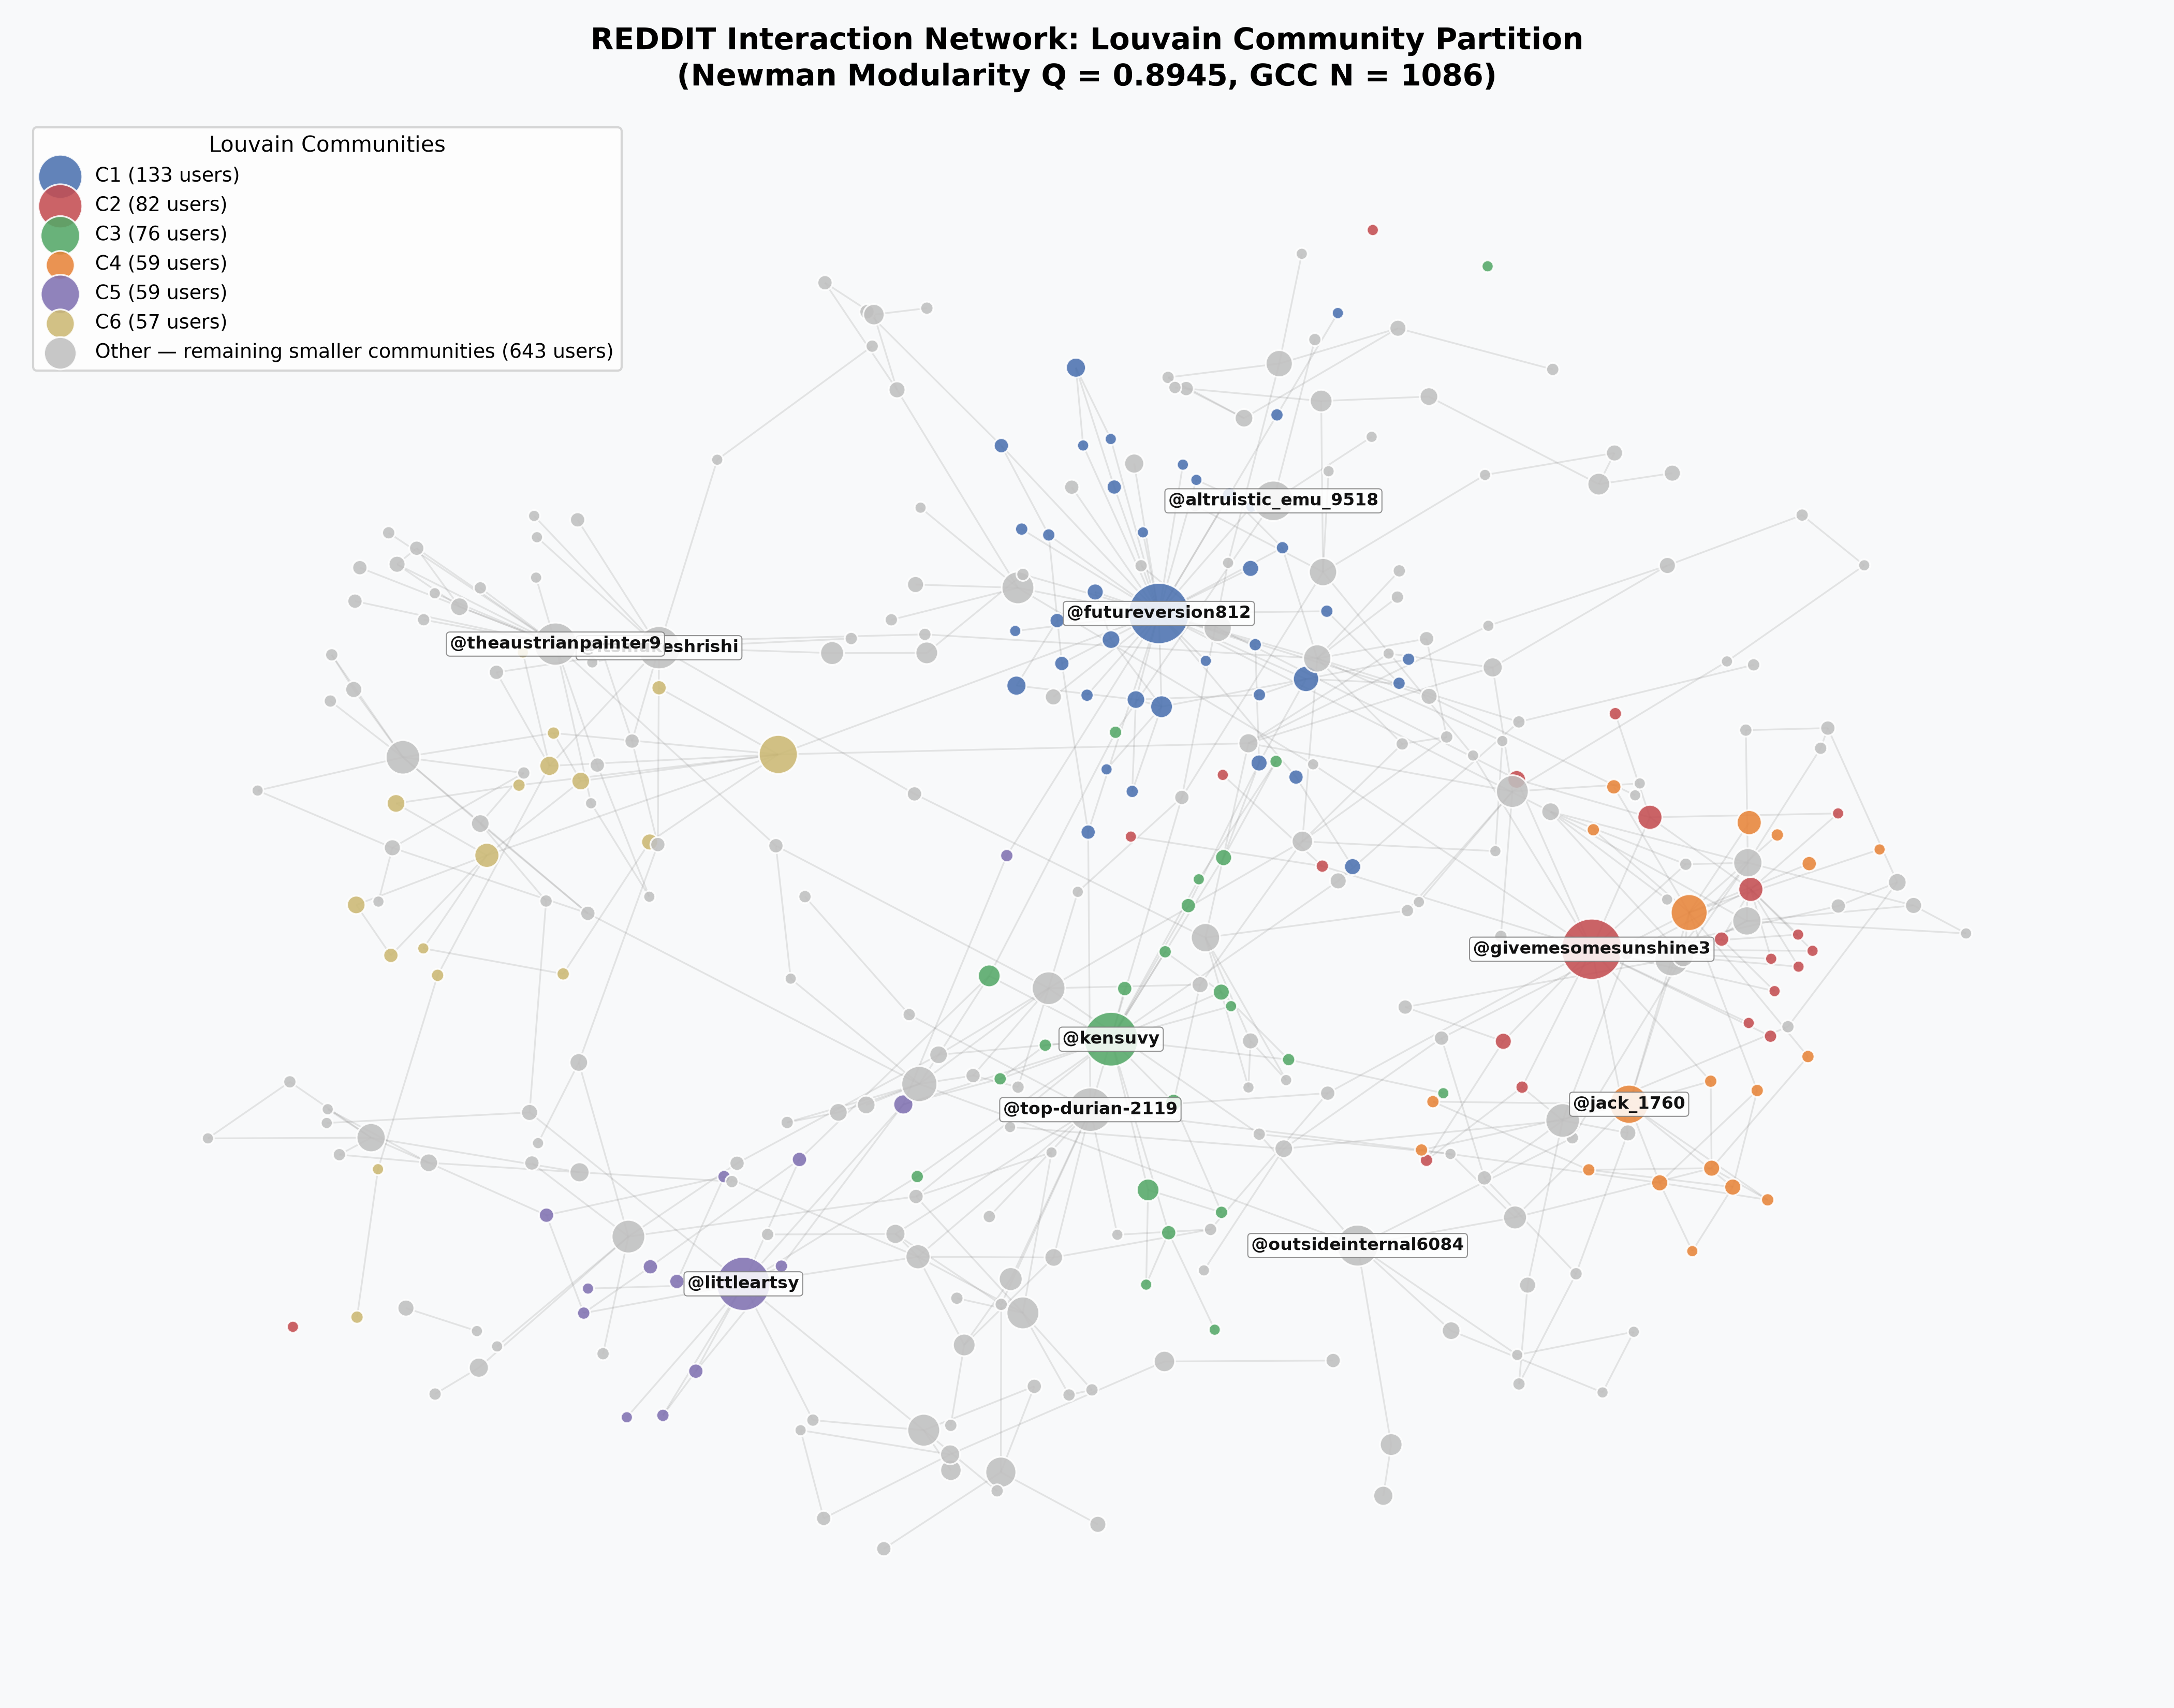 REDDIT Interaction Network: Louvain Community Partition
(Newman Modularity Q = 0.8945, GCC N = 1086)
Louvain Communities
C1 (133 users)
C2 (82 users)
C3 (76 users)
C4 (59 users)
C5 (59 users)
C6 (57 users)
Other — remaining smaller communities (643 users)
@altruistic_emu_9518
@futureversion812
@theaustrianpainter9
@givemesomesunshine3
@kensuvy
@jack_1760
@top-durian-2119
@outsideinternal6084
@littleartsy